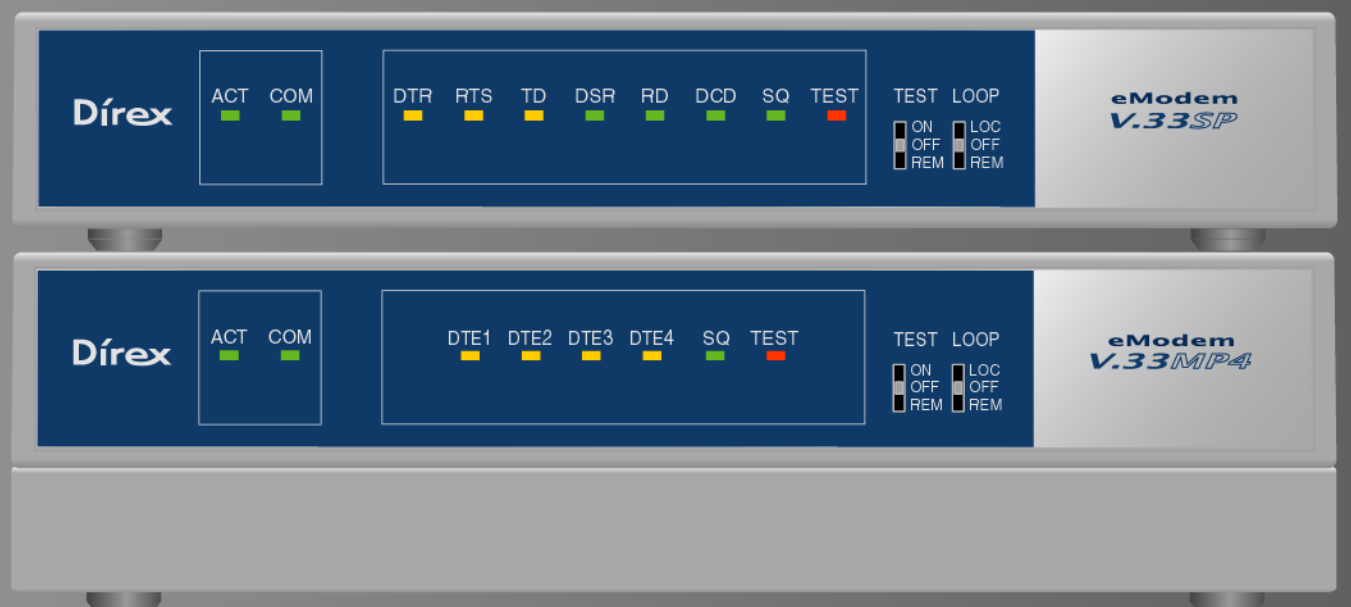 Dírex
ACT COM
DTR RTS TD DSR RD DCD SQ TEST
TEST LOOP
ON LOC
OFF OFF
REM REM
eModem
V.33SP
Dírex
ACT COM
DTE1 DTE2 DTE3 DTE4 SQ TEST
TEST LOOP
ON LOC
OFF OFF
REM REM
eModem
V.33MP4